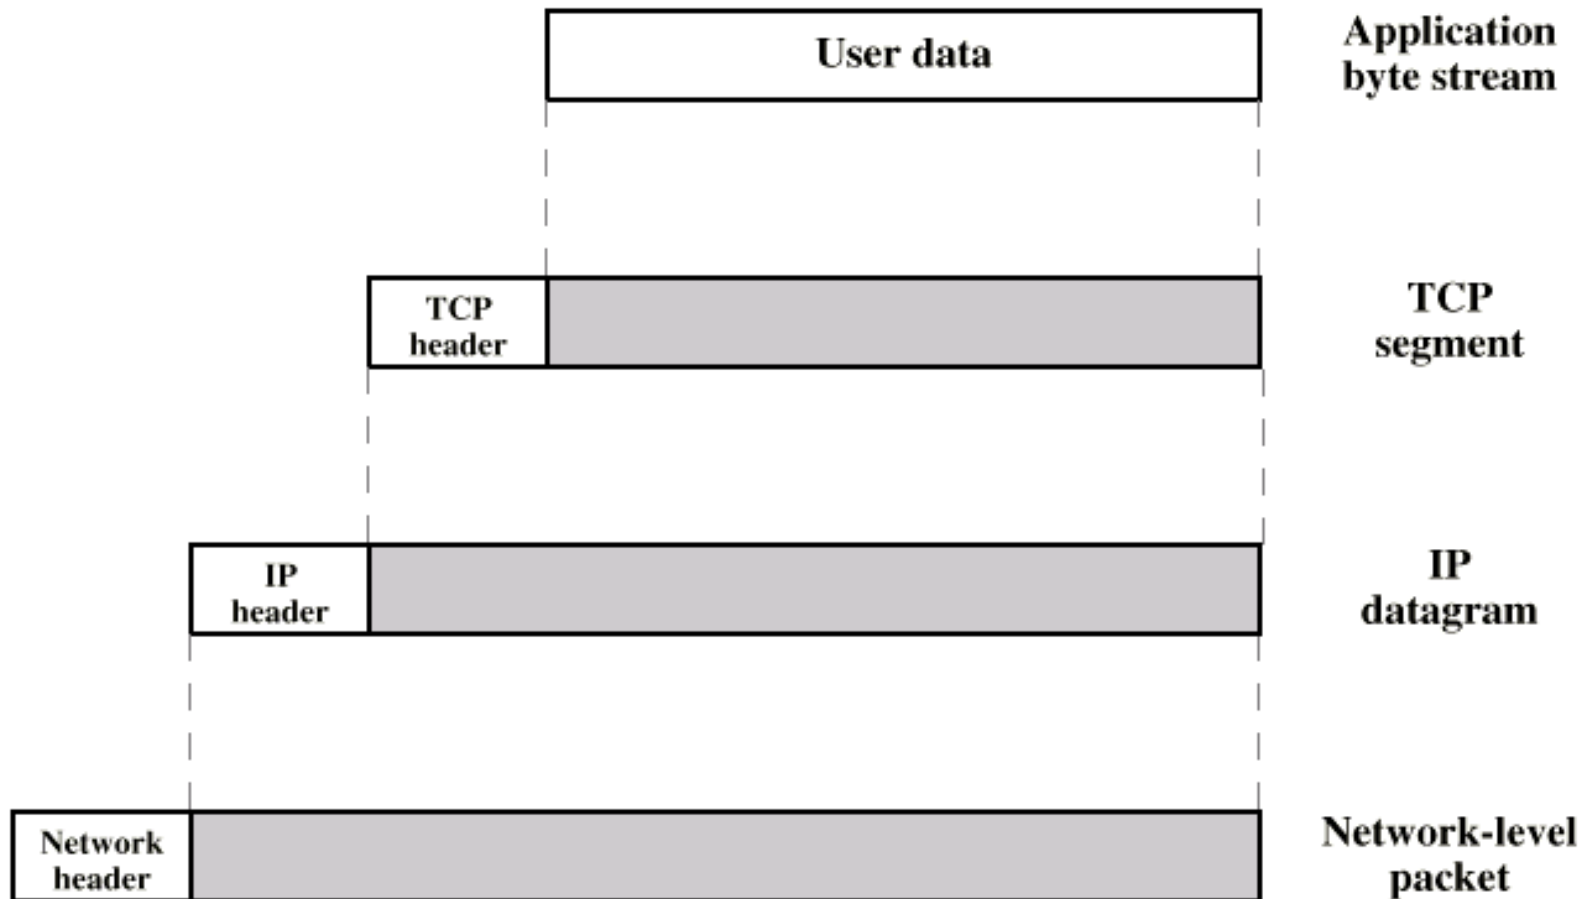 User data
Application
byte stream
TCP
header
TCP
segment
IP
header
IP
datagram
Network
header
Network-level
packet